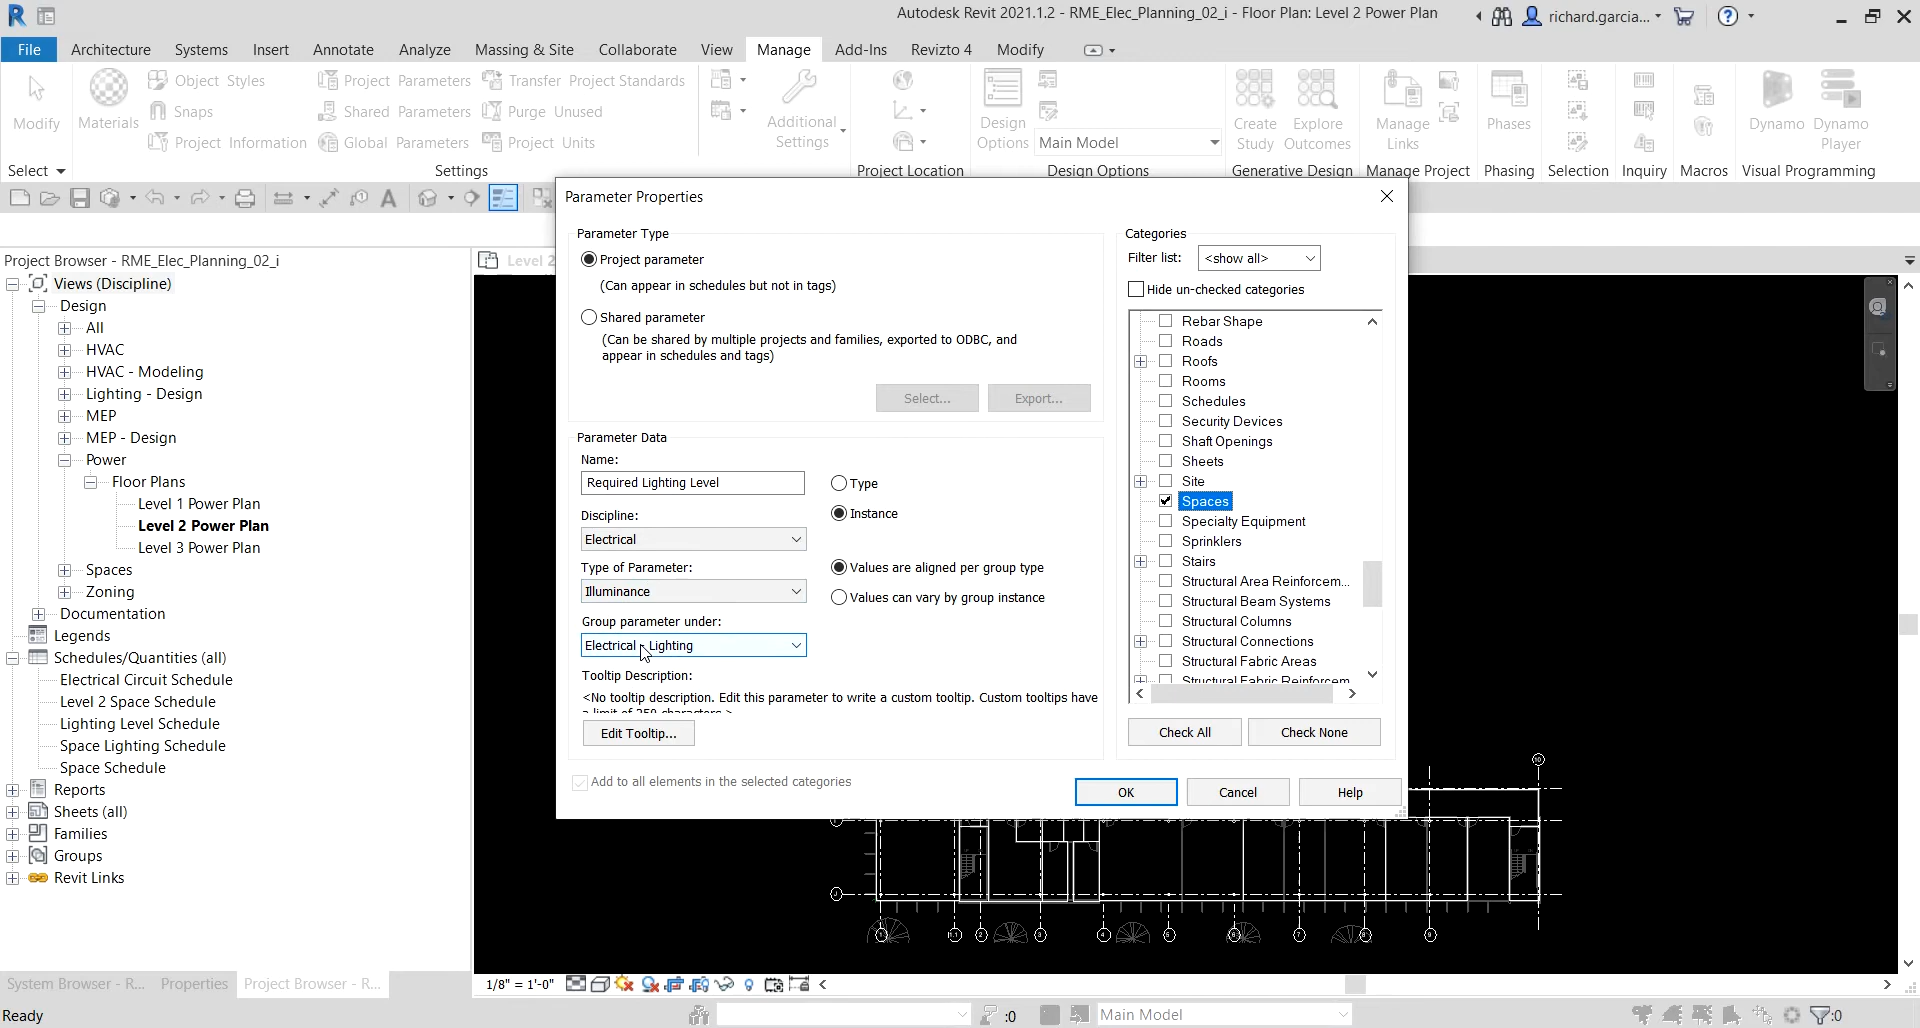 Autodesk Revit 2021.1.2 - RME_Elec_Planning_02_i - Floor Plan: Level 2 Power Plan
richard.garcia...
File Architecture Systems Insert Annotate Analyze Massing & Site Collaborate View Manage Add-Ins Revizto 4 Modify
Modify
Materials
Object Styles
Snaps
Project Information
Project Parameters
Shared Parameters
Global Parameters
Transfer Project Standards
Purge Unused
Project Units
Additional
Settings
Design
Options
Main Model
Create
Study
Explore
Outcomes
Manage
Links
Phases
Dynamo
Dynamo
Player
Select
Settings
Project Location
Design Options
Generative Design
Manage Project
Phasing
Selection
Inquiry
Macros
Visual Programming
Project Browser - RME_Elec_Planning_02_i
Views (Discipline)
Design
All
HVAC
HVAC - Modeling
Lighting - Design
MEP
MEP - Design
Power
Floor Plans
Level 1 Power Plan
Level 2 Power Plan
Level 3 Power Plan
Spaces
Zoning
Documentation
Legends
Schedules/Quantities (all)
Electrical Circuit Schedule
Level 2 Space Schedule
Lighting Level Schedule
Space Lighting Schedule
Space Schedule
Reports
Sheets (all)
Families
Groups
Revit Links
System Browser - R...
Properties
Project Browser - R...
Level 2
Parameter Properties
Parameter Type
Project parameter
(Can appear in schedules but not in tags)
Shared parameter
(Can be shared by multiple projects and families, exported to ODBC, and
appear in schedules and tags)
Select...
Export...
Parameter Data
Name:
Required Lighting Level
Type
Discipline:
Instance
Electrical
Type of Parameter:
Values are aligned per group type
Illuminance
Values can vary by group instance
Group parameter under:
Electrical - Lighting
Tooltip Description:
<No tooltip description. Edit this parameter to write a custom tooltip. Custom tooltips have
a limit of 250 characters.>
Edit Tooltip...
Add to all elements in the selected categories
Categories
Filter list:
<show all>
Hide un-checked categories
Rebar Shape
Roads
Roofs
Rooms
Schedules
Security Devices
Shaft Openings
Sheets
Site
Spaces
Specialty Equipment
Sprinklers
Stairs
Structural Area Reinforcem...
Structural Beam Systems
Structural Columns
Structural Connections
Structural Fabric Areas
Structural Fabric Reinforcem
Check All
Check None
OK
Cancel
Help
1/8" = 1'-0"
Ready
:0
Main Model
:0